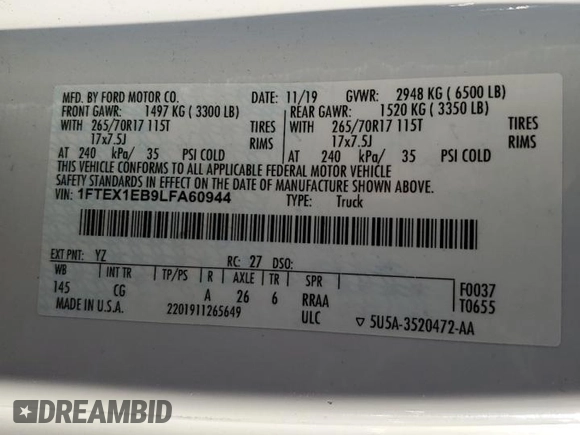 MFD. BY FORD MOTOR CO. DATE: 11/19 GVWR: 2948 KG ( 6500 LB)
FRONT GAWR: 1497 KG ( 3300 LB) REAR GAWR: 1520 KG ( 3350 LB)
WITH 265/70R17 115T TIRES WITH 265/70R17 115T TIRES
17x7.5J RIMS 17x7.5J RIMS
AT 240 kPa/ 35 PSI COLD AT 240 kPa/ 35 PSI COLD
THIS VEHICLE CONFORMS TO ALL APPLICABLE FEDERAL MOTOR VEHICLE
SAFETY STANDARDS IN EFFECT ON THE DATE OF MANUFACTURE SHOWN ABOVE.
VIN: 1FTEX1EB9LFA60944 TYPE: Truck
EXT PNT: YZ RC: 27 DSO:
WB INT TR TP/PS R AXLE TR SPR F0037
145 CG A 26 6 RRAA T0655
MADE IN U.S.A. 2201911265649 ULC ▽ 5U5A-3520472-AA
DREAMBID